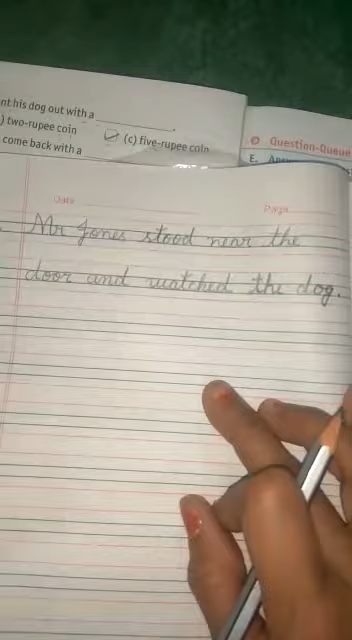 nt his dog out with a ________.
) two-rupee coin (c) five-rupee coin
come back with a
Question-Queue
E.
Date
Page
Mr Jones stood near the
door and watched the dog.